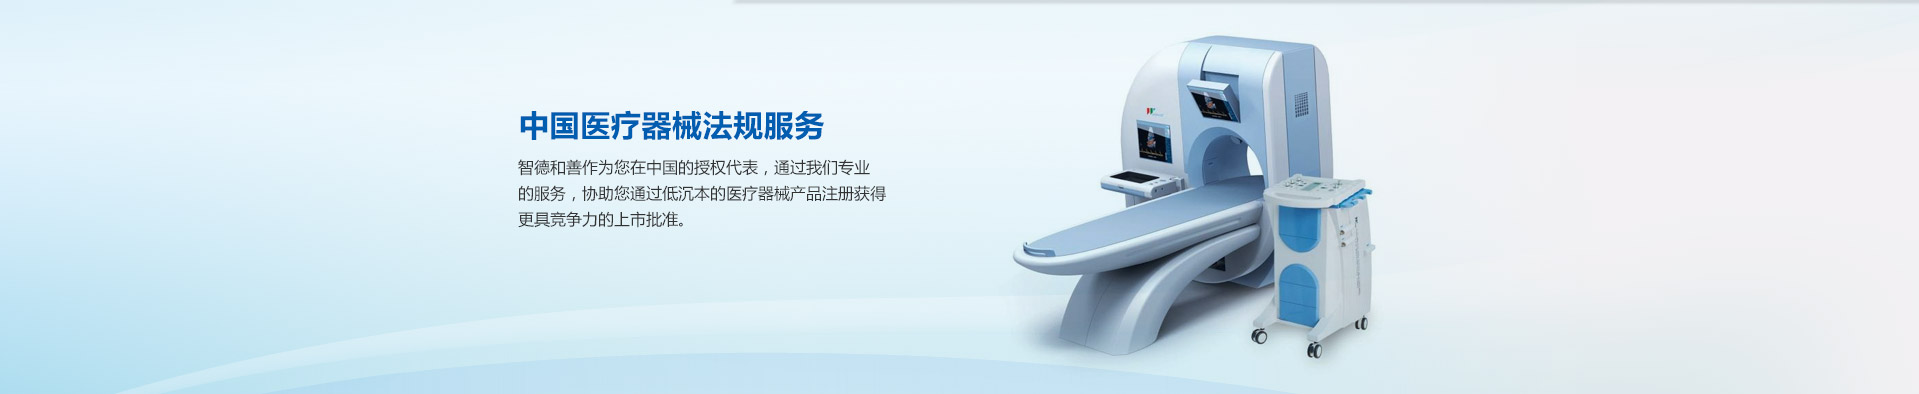 中国医疗器械法规服务
智德和善作为您在中国的授权代表，通过我们专业
的服务，协助您通过低沉本的医疗器械产品注册获得
更具竞争力的上市批准。